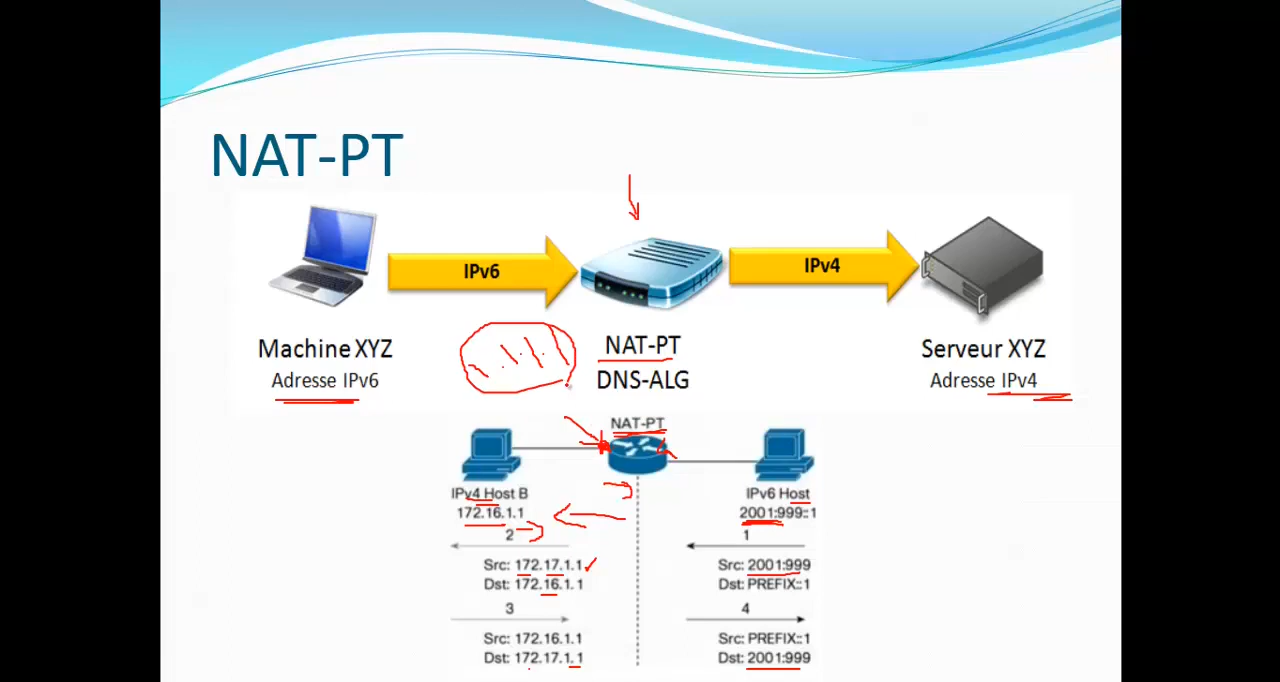 NAT-PT
IPv6
IPv4
Machine XYZ
Adresse IPv6
NAT-PT
DNS-ALG
Serveur XYZ
Adresse IPv4
NAT-PT
IPv4 Host B
172.16.1.1
IPv6 Host
2001:999::1
2
Src: 172.17.1.1
Dst: 172.16.1.1
1
Src: 2001:999
Dst: PREFIX::1
3
Src: 172.16.1.1
Dst: 172.17.1.1
4
Src: PREFIX::1
Dst: 2001:999